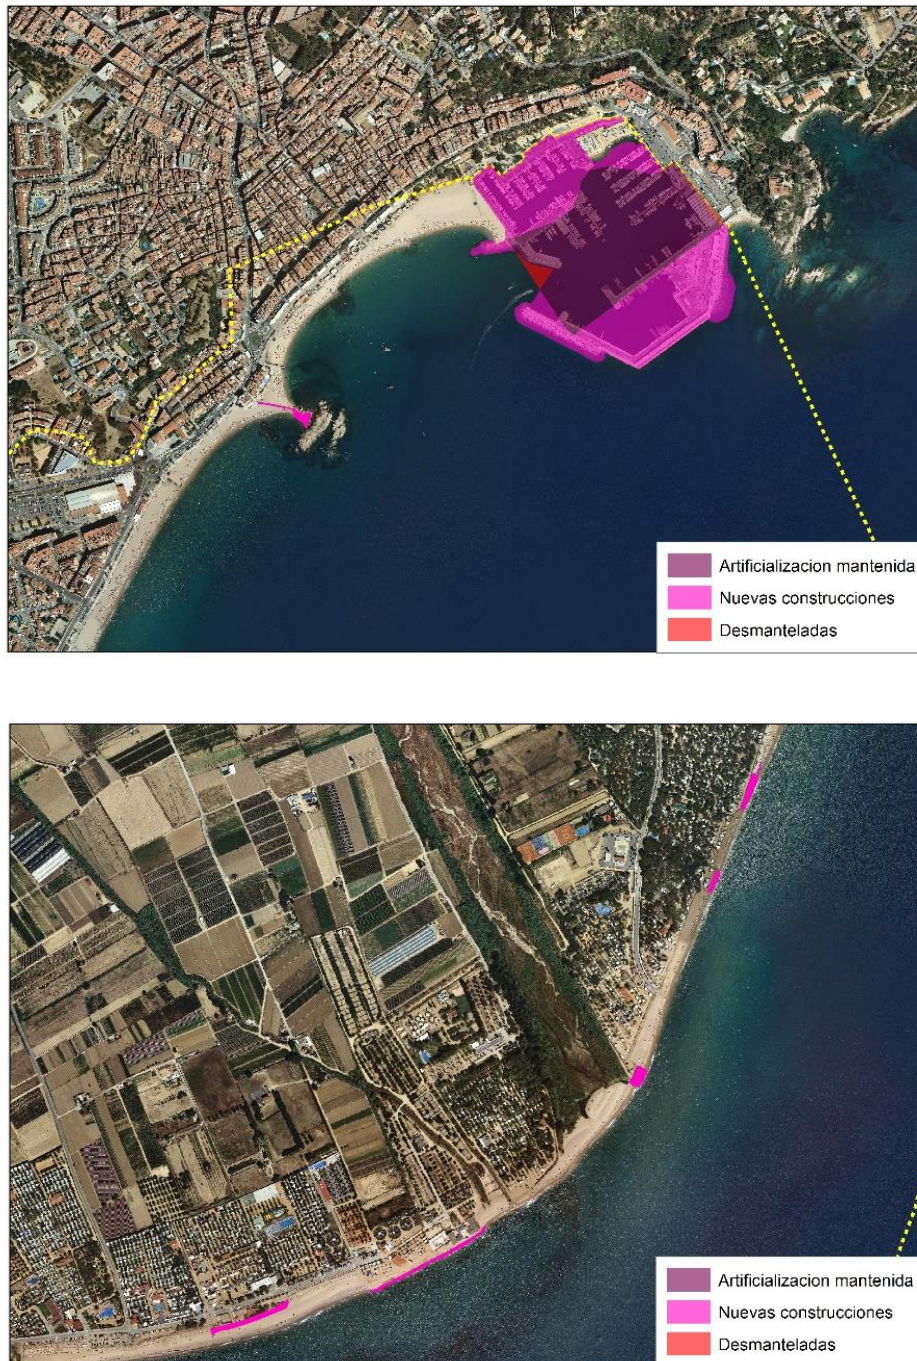 Artificializacion mantenida
Nuevas construcciones
Desmanteladas
Artificializacion mantenida
Nuevas construcciones
Desmanteladas